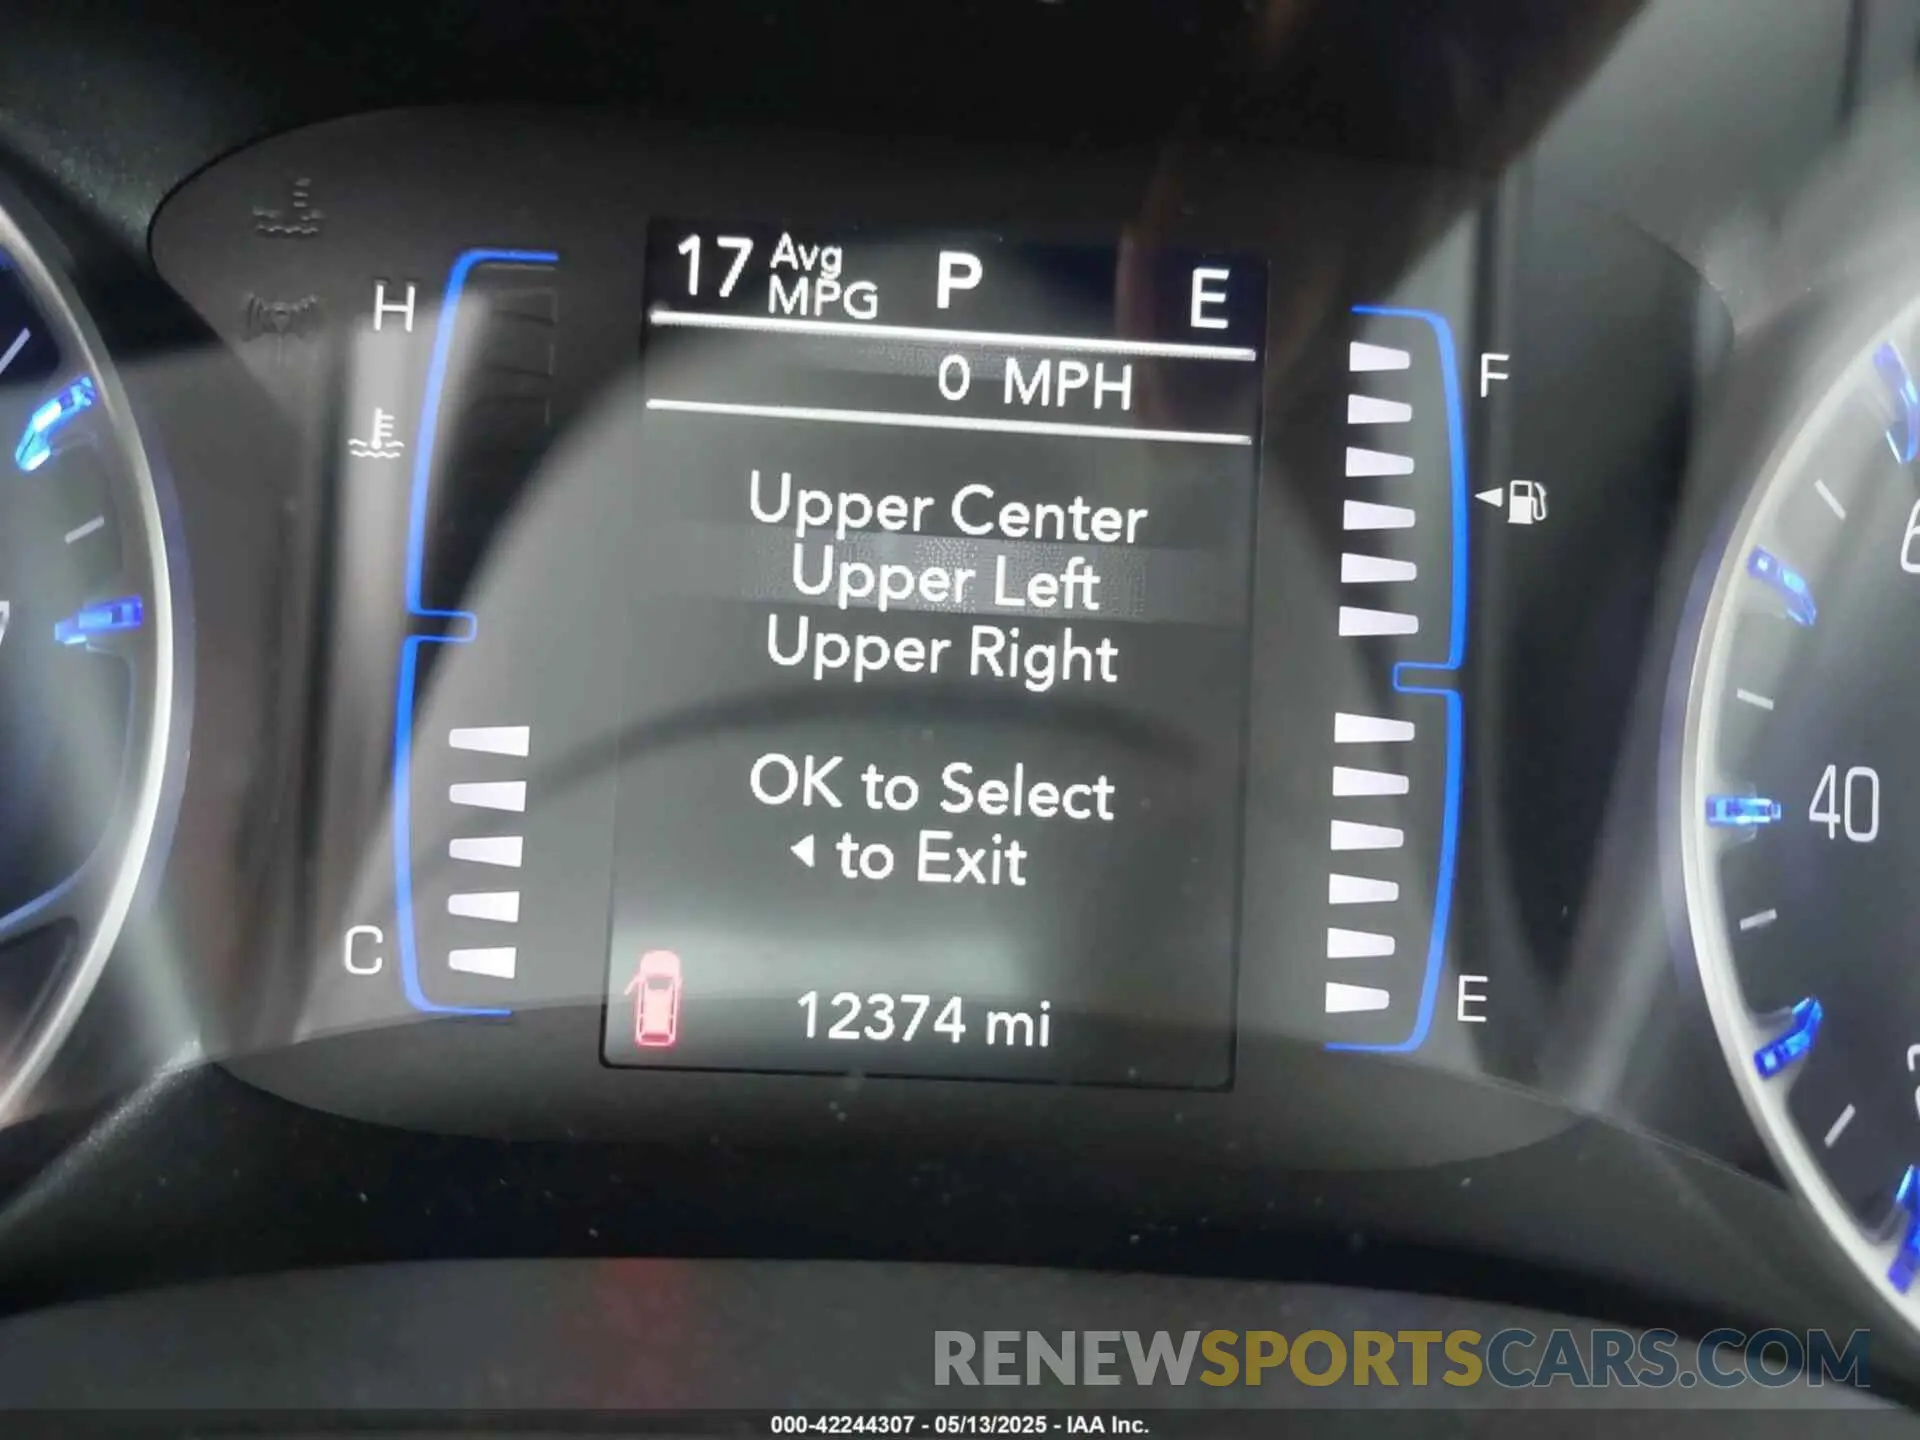 17 Avg MPG P E
0 MPH
H
F
Upper Center
Upper Left
Upper Right
OK to Select
◄ to Exit
40
C
E
12374 mi
RENEWSPORTSCARS.COM
000-42244307 - 05/13/2025 - IAA Inc.